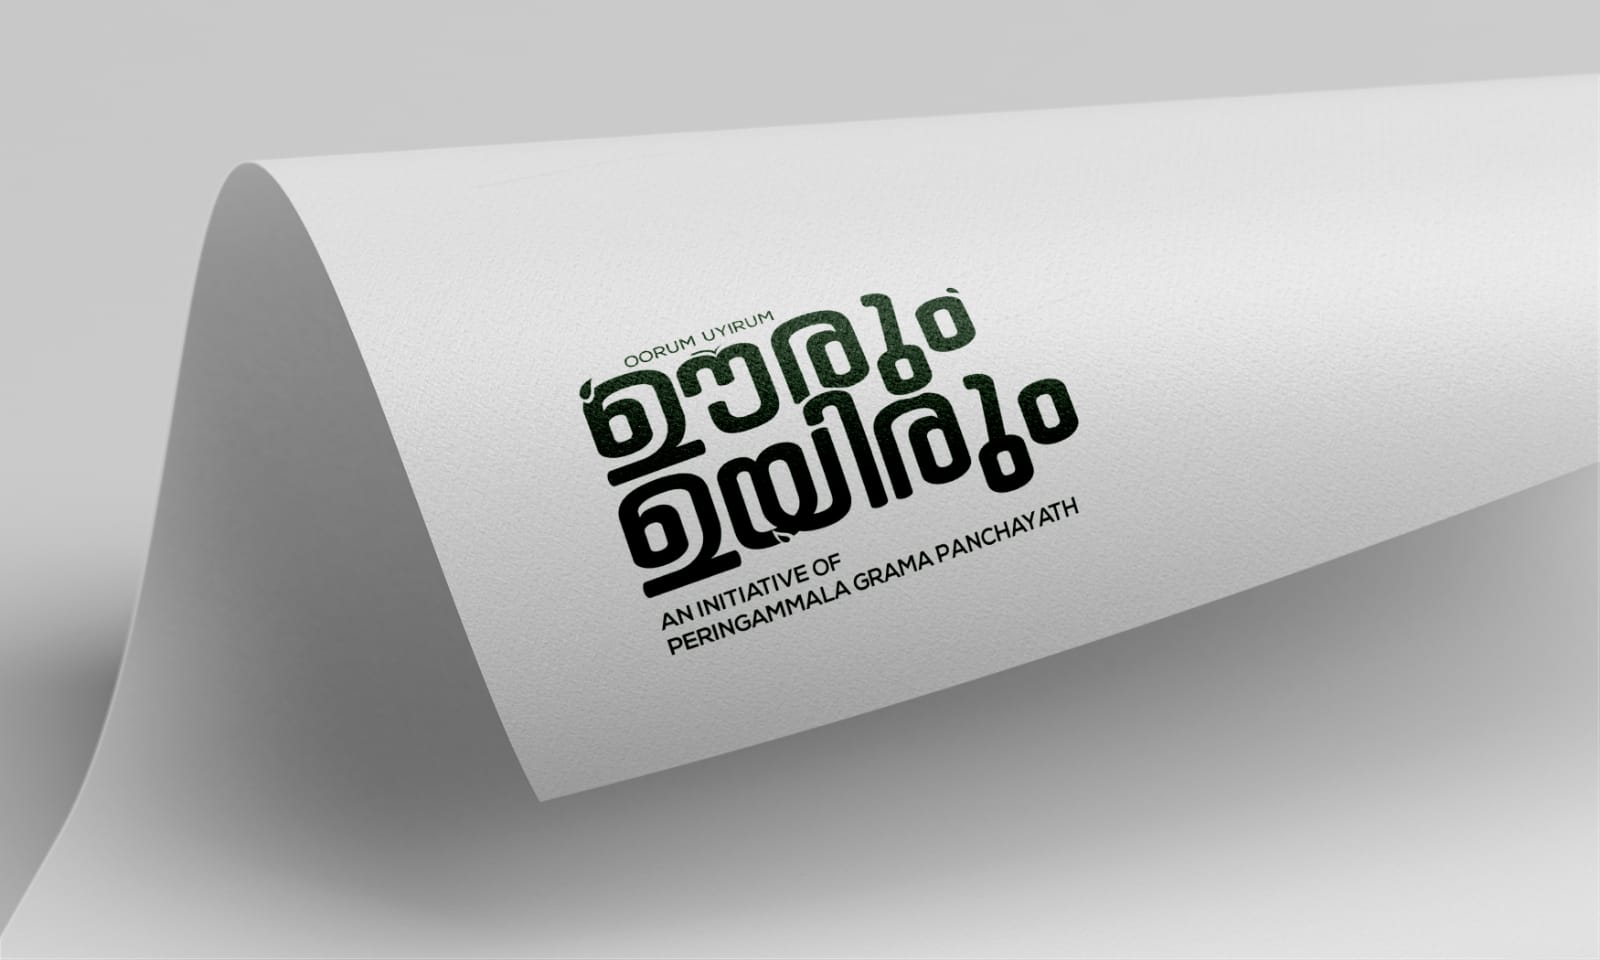 OORUM UYIRUM
ഊരും
ഉയിരും
AN INITIATIVE OF
PERINGAMMALA GRAMA PANCHAYATH